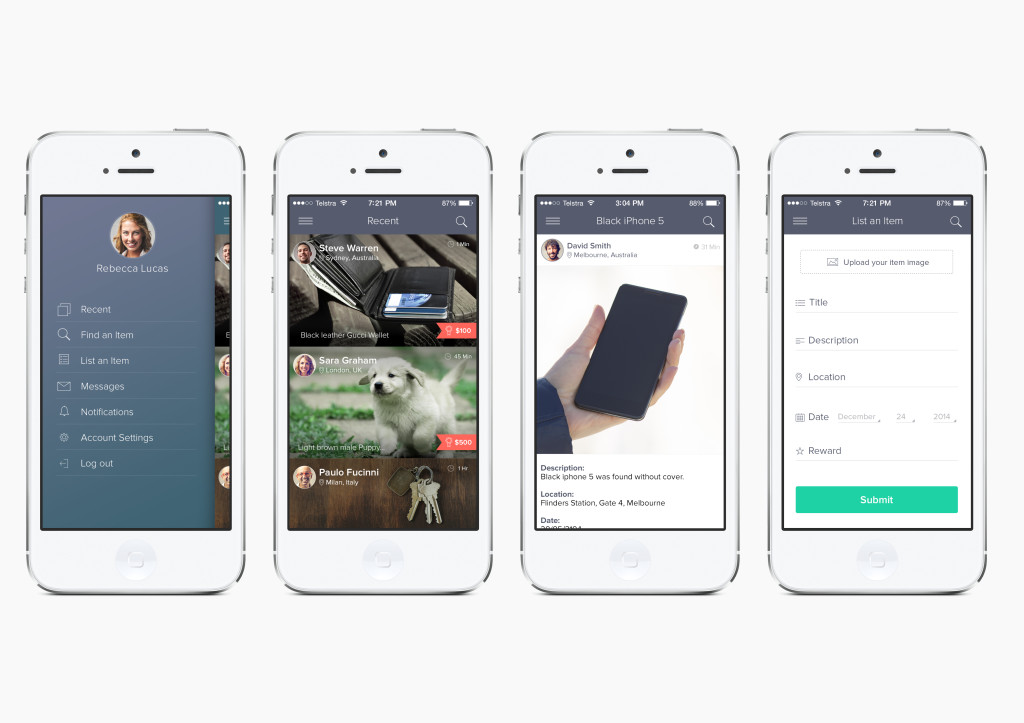 Rebecca Lucas
Recent
Find an Item
List an Item
Messages
Notifications
Account Settings
Log out
Telstra 7:21 PM 87%
Recent
Steve Warren
Sydney, Australia
1 Min
Black leather Gucci Wallet
$100
Sara Graham
London, UK
45 Min
Light brown male Puppy..
$500
Paulo Fucinni
Milan, Italy
1 Hr
Telstra 3:04 PM 88%
Black iPhone 5
David Smith
Melbourne, Australia
31 Min
Description:
Black iphone 5 was found without cover.
Location:
Flinders Station, Gate 4, Melbourne
Date:
Telstra 7:21 PM 87%
List an Item
Upload your item image
Title
Description
Location
Date December 24 2014
Reward
Submit